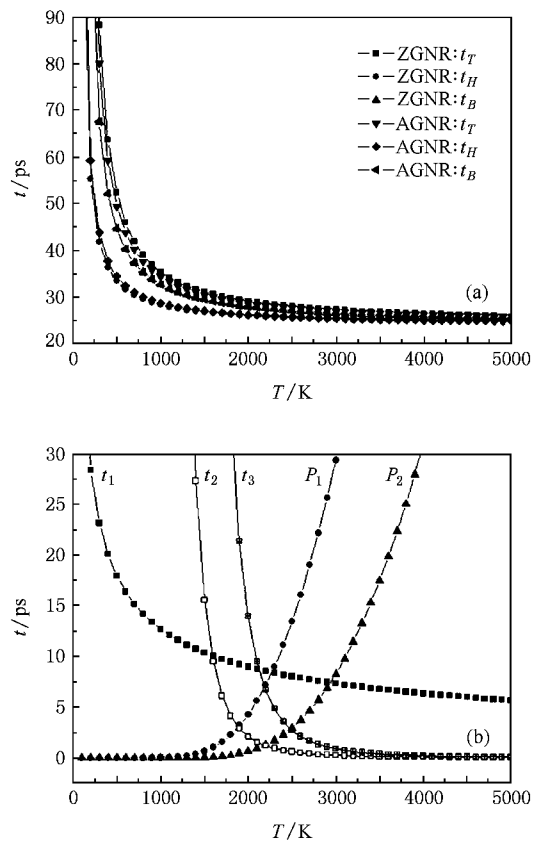 90
80
70
60
50
40
30
20
t/ps
ZGNR:t_T
ZGNR:t_H
ZGNR:t_B
AGNR:t_T
AGNR:t_H
AGNR:t_B
(a)
0 1000 2000 3000 4000 5000
T/K
30
25
20
15
10
5
0
t/ps
t_1 t_2 t_3 P_1 P_2
(b)
0 1000 2000 3000 4000 5000
T/K